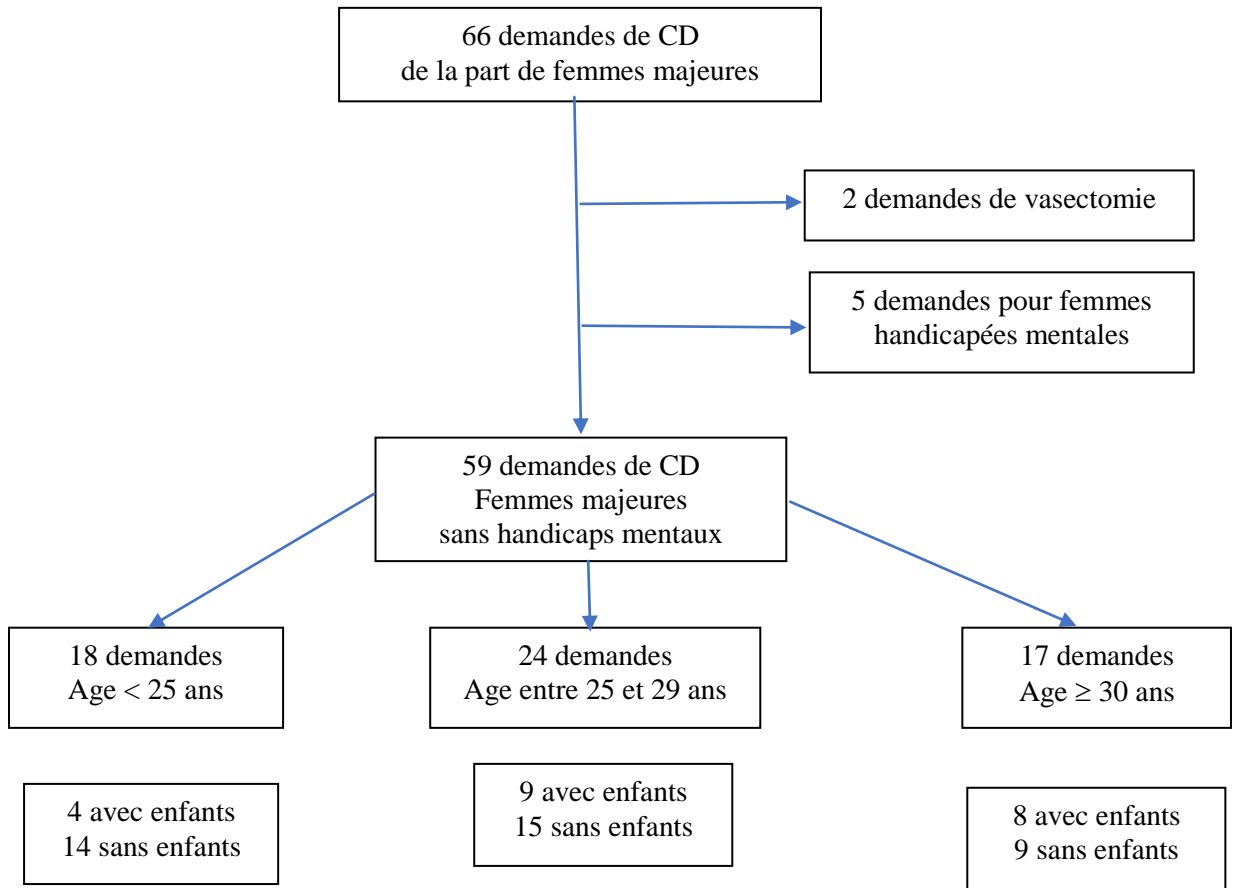 66 demandes de CD
de la part de femmes majeures
2 demandes de vasectomie
5 demandes pour femmes
handicapées mentales
59 demandes de CD
Femmes majeures
sans handicaps mentaux
18 demandes
Age < 25 ans
24 demandes
Age entre 25 et 29 ans
17 demandes
Age ≥ 30 ans
4 avec enfants
14 sans enfants
9 avec enfants
15 sans enfants
8 avec enfants
9 sans enfants